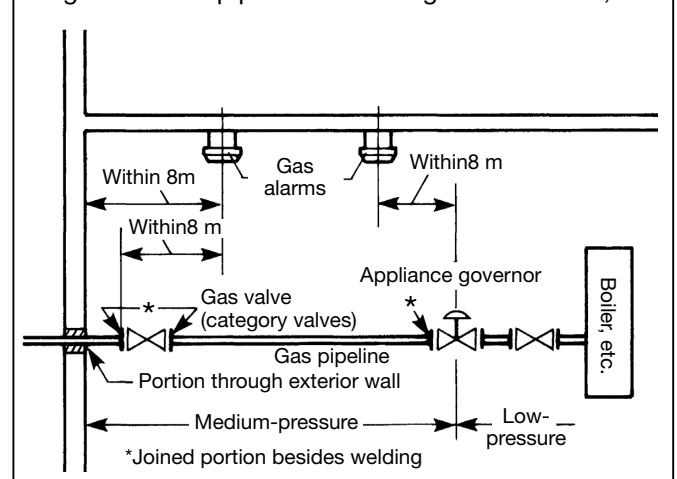 Gas
alarms
Within8 m
Within 8m
Within8 m
Appliance governor
*
*
Gas valve
(category valves)
Boiler, etc.
Gas pipeline
Portion through exterior wall
Medium-pressure
Low-
pressure
*Joined portion besides welding